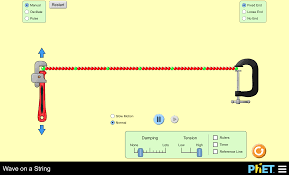 Manual
Oscillate
Pulse
Restart
Fixed End
Loose End
No End
Slow Motion
Normal
Damping
None
Lots
Tension
Low
High
Rulers
Timer
Reference Line
Wave on a String
PhET